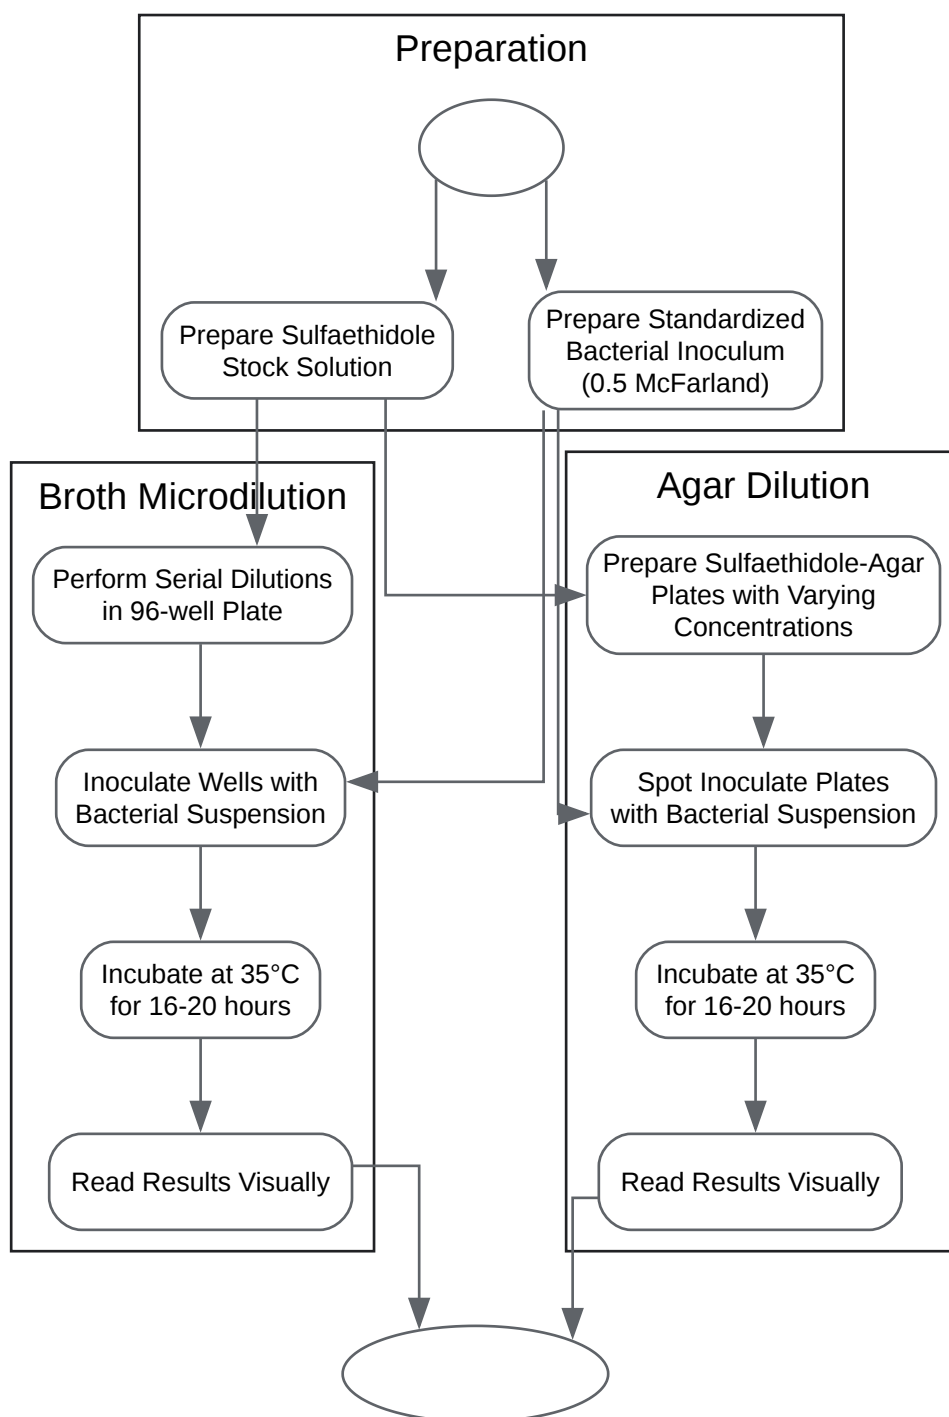 Preparation
Prepare Sulfaethidole
Stock Solution
Prepare Standardized
Bacterial Inoculum
(0.5 McFarland)
Broth Microdilution
Perform Serial Dilutions
in 96-well Plate
Inoculate Wells with
Bacterial Suspension
Incubate at 35°C
for 16-20 hours
Read Results Visually
Agar Dilution
Prepare Sulfaethidole-Agar
Plates with Varying
Concentrations
Spot Inoculate Plates
with Bacterial Suspension
Incubate at 35°C
for 16-20 hours
Read Results Visually